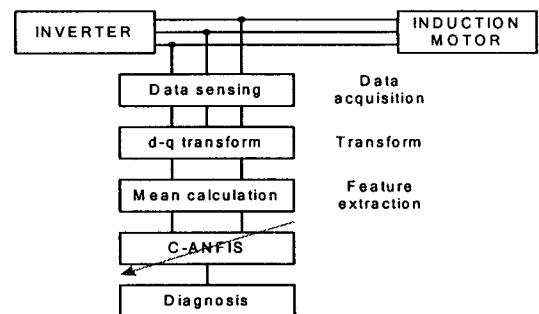 INVERTER
INDUCTION
MOTOR
Data sensing
Data
acquisition
d-q transform
Transform
Mean calculation
Feature
extraction
C-ANFIS
Diagnosis